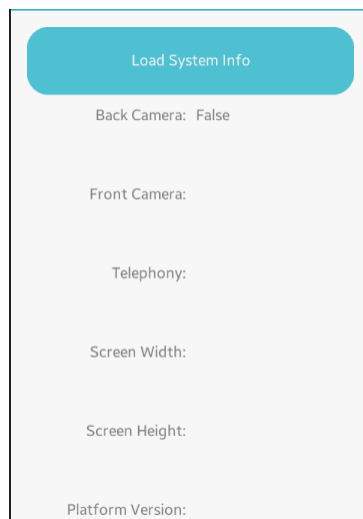 Load System Info
Back Camera: False
Front Camera:
Telephony:
Screen Width:
Screen Height:
Platform Version: